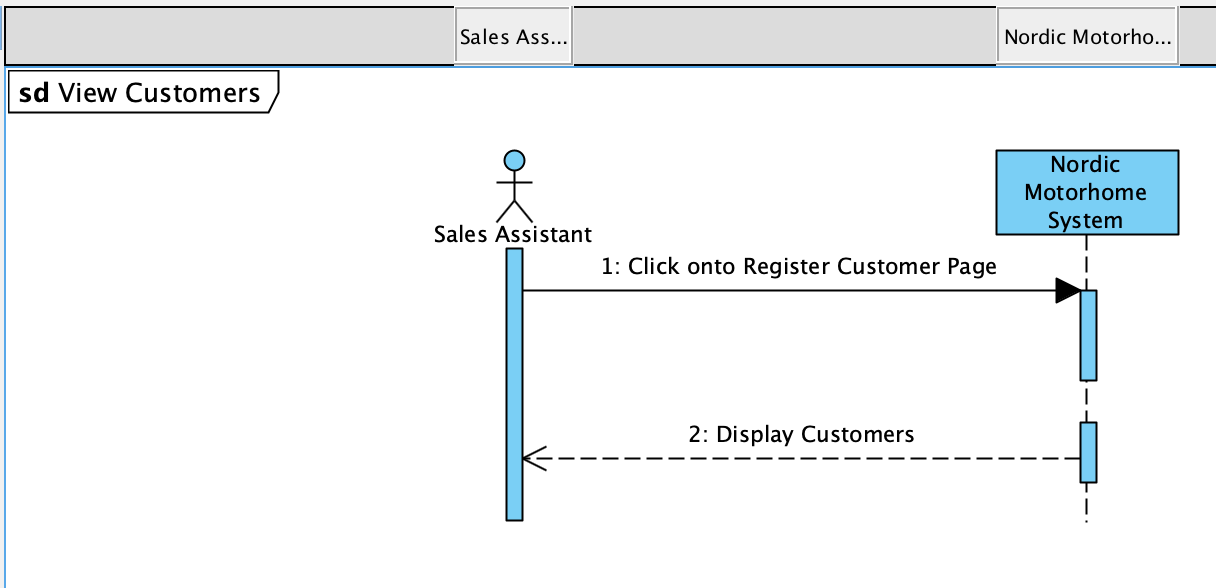 Sales Ass...
Nordic Motorho...
sd View Customers
Nordic
Motorhome
System
Sales Assistant
1: Click onto Register Customer Page
2: Display Customers